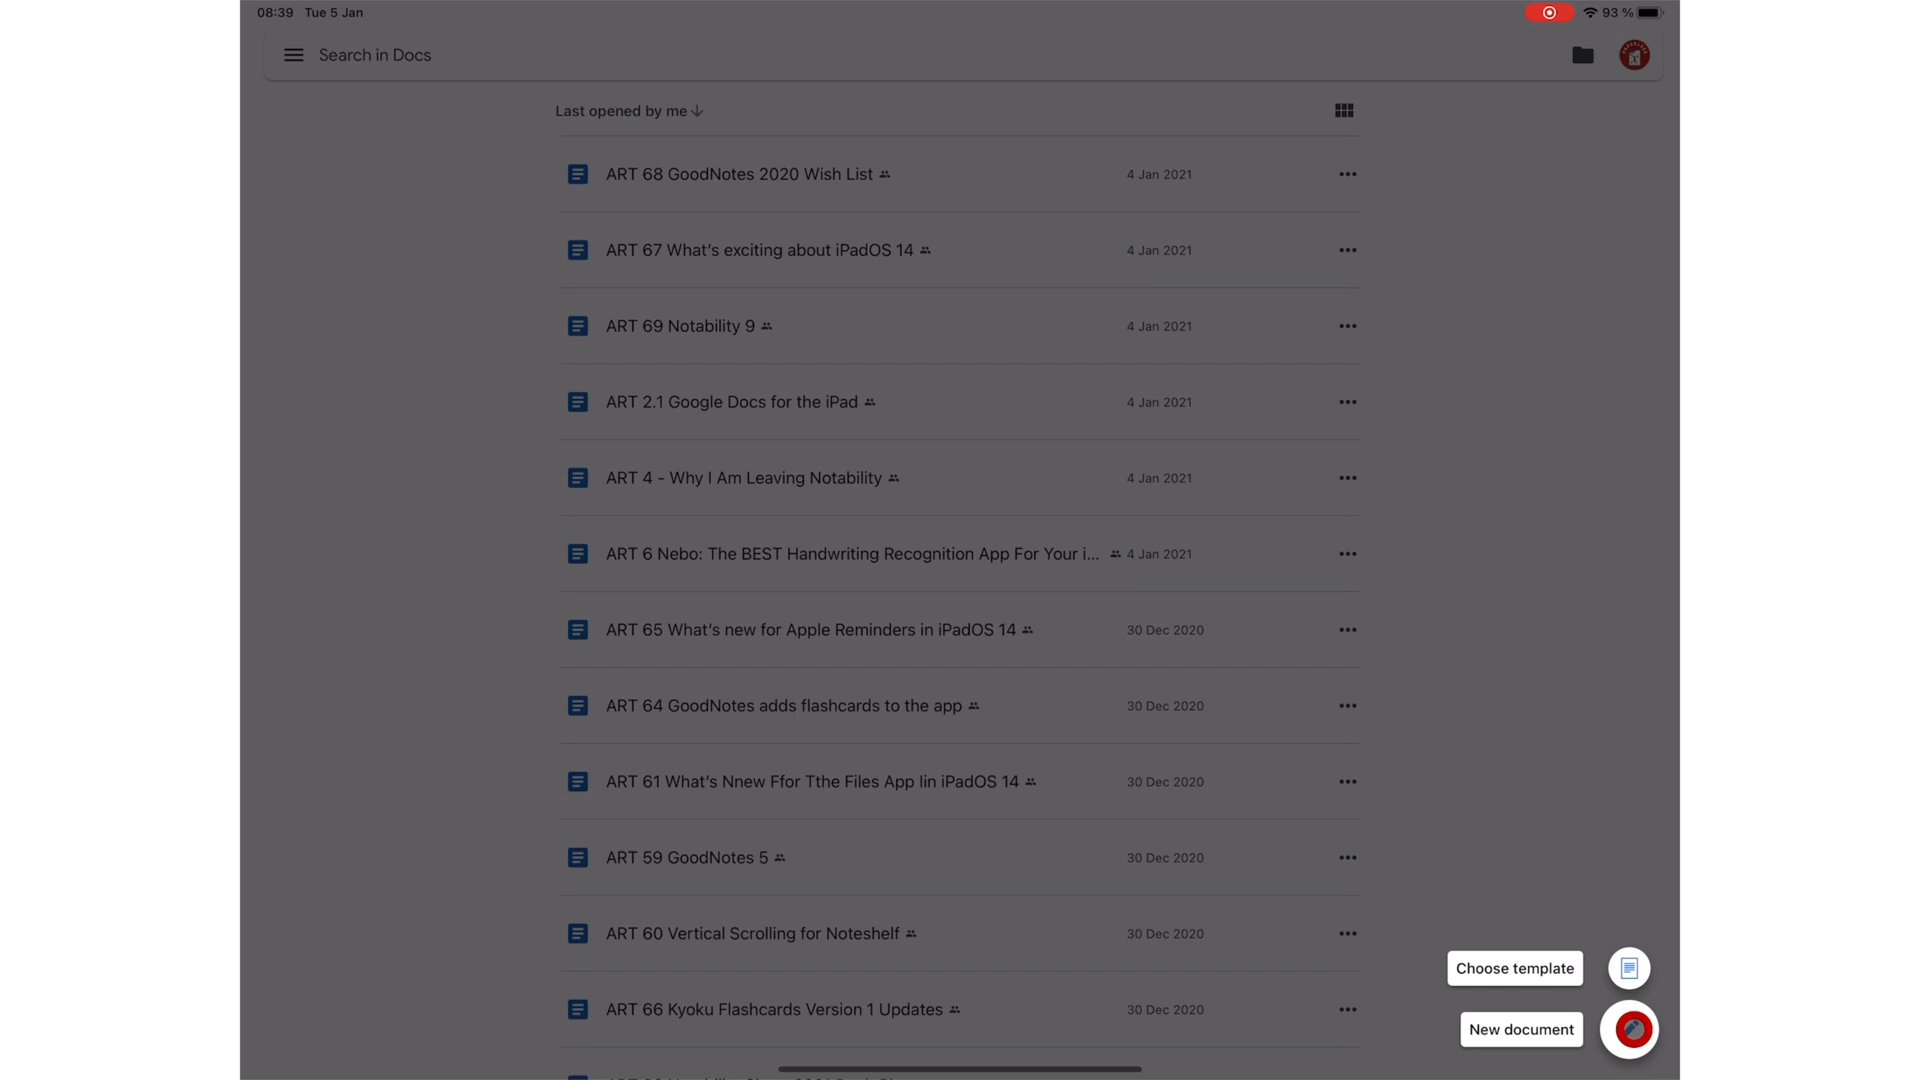 08:39 Tue 5 Jan 93 %
Search in Docs
Last opened by me
ART 68 GoodNotes 2020 Wish List 4 Jan 2021
ART 67 What's exciting about iPadOS 14 4 Jan 2021
ART 69 Notability 9 4 Jan 2021
ART 2.1 Google Docs for the iPad 4 Jan 2021
ART 4 - Why I Am Leaving Notability 4 Jan 2021
ART 6 Nebo: The BEST Handwriting Recognition App For Your i... 4 Jan 2021
ART 65 What's new for Apple Reminders in iPadOS 14 30 Dec 2020
ART 64 GoodNotes adds flashcards to the app 30 Dec 2020
ART 61 What's Nnew Ffor Tthe Files App Iin iPadOS 14 30 Dec 2020
ART 59 GoodNotes 5 30 Dec 2020
ART 60 Vertical Scrolling for Noteshelf 30 Dec 2020
Choose template
ART 66 Kyoku Flashcards Version 1 Updates 30 Dec 2020
New document